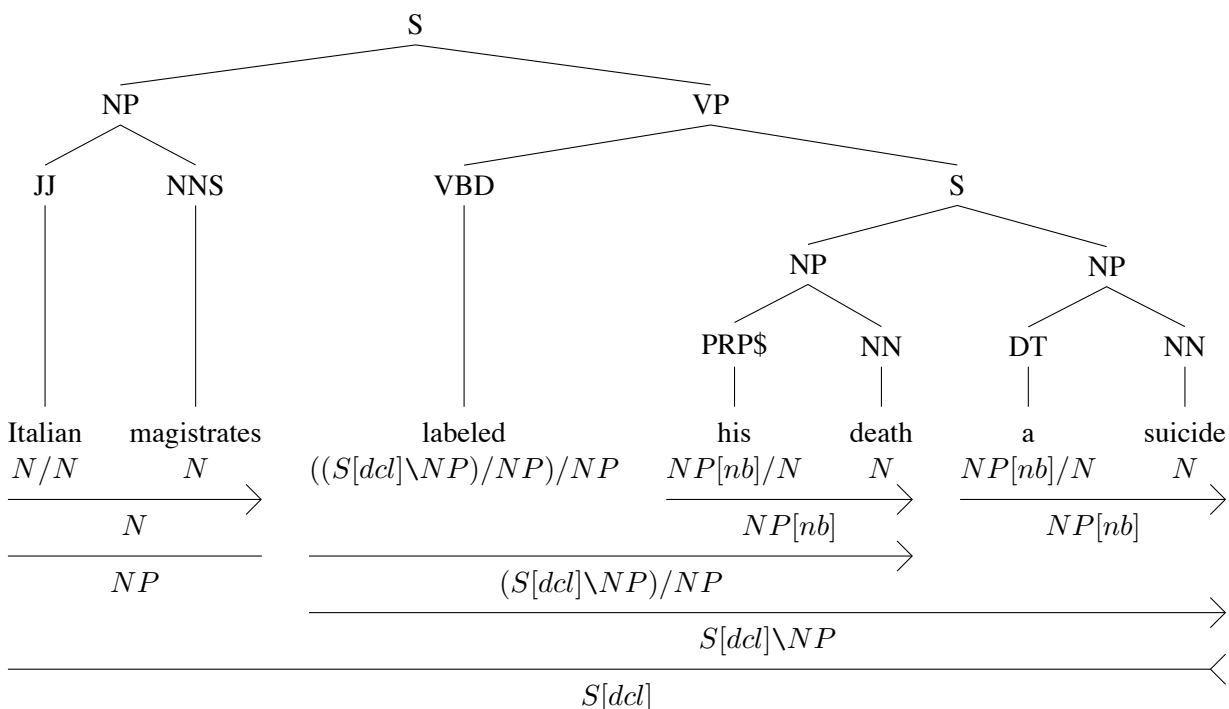 S
NP VP
JJ NNS VBD S
NP NP
PRP$ NN DT NN
Italian magistrates labeled his death a suicide
N/N N ((S[dcl]\NP)/NP)/NP NP[nb]/N N NP[nb]/N N
N NP[nb] NP[nb]
NP (S[dcl]\NP)/NP
S[dcl]\NP
S[dcl]